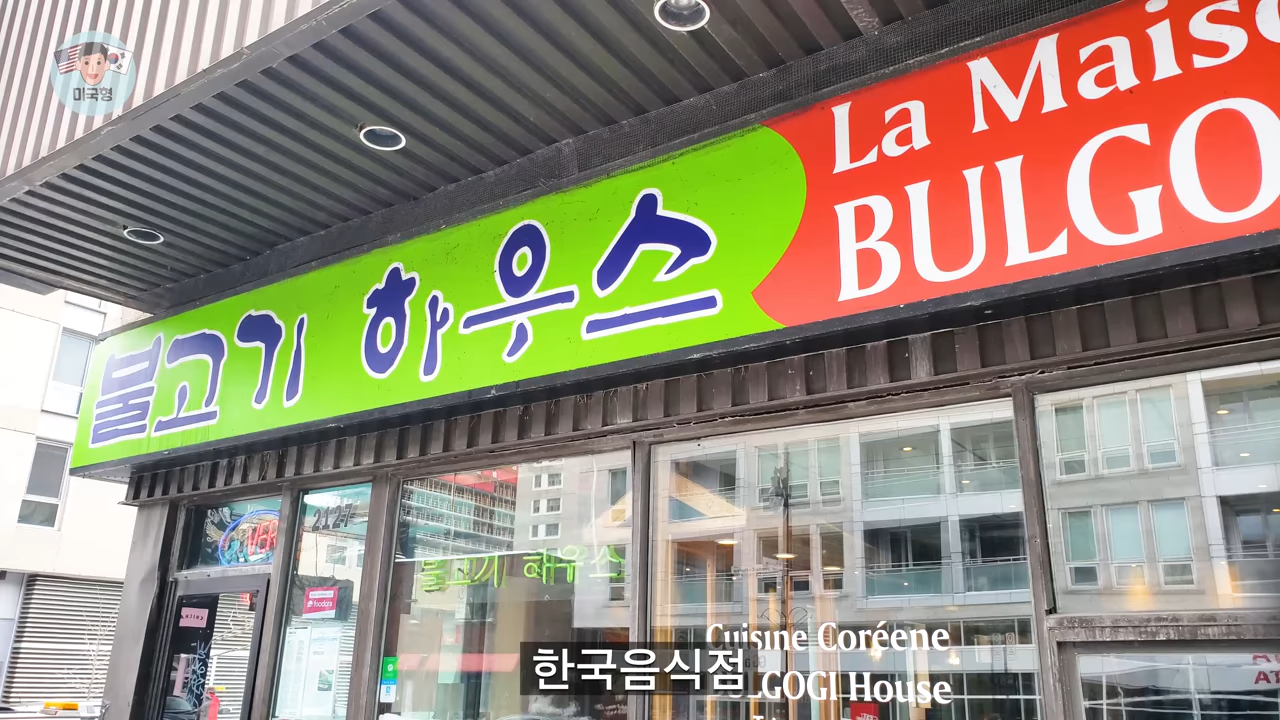 미국형
불고기 하우스
La Maiso
BULGO
2127
foodora
불고기 하우스
Cuisine Coréene
GOGI House
한국음식점